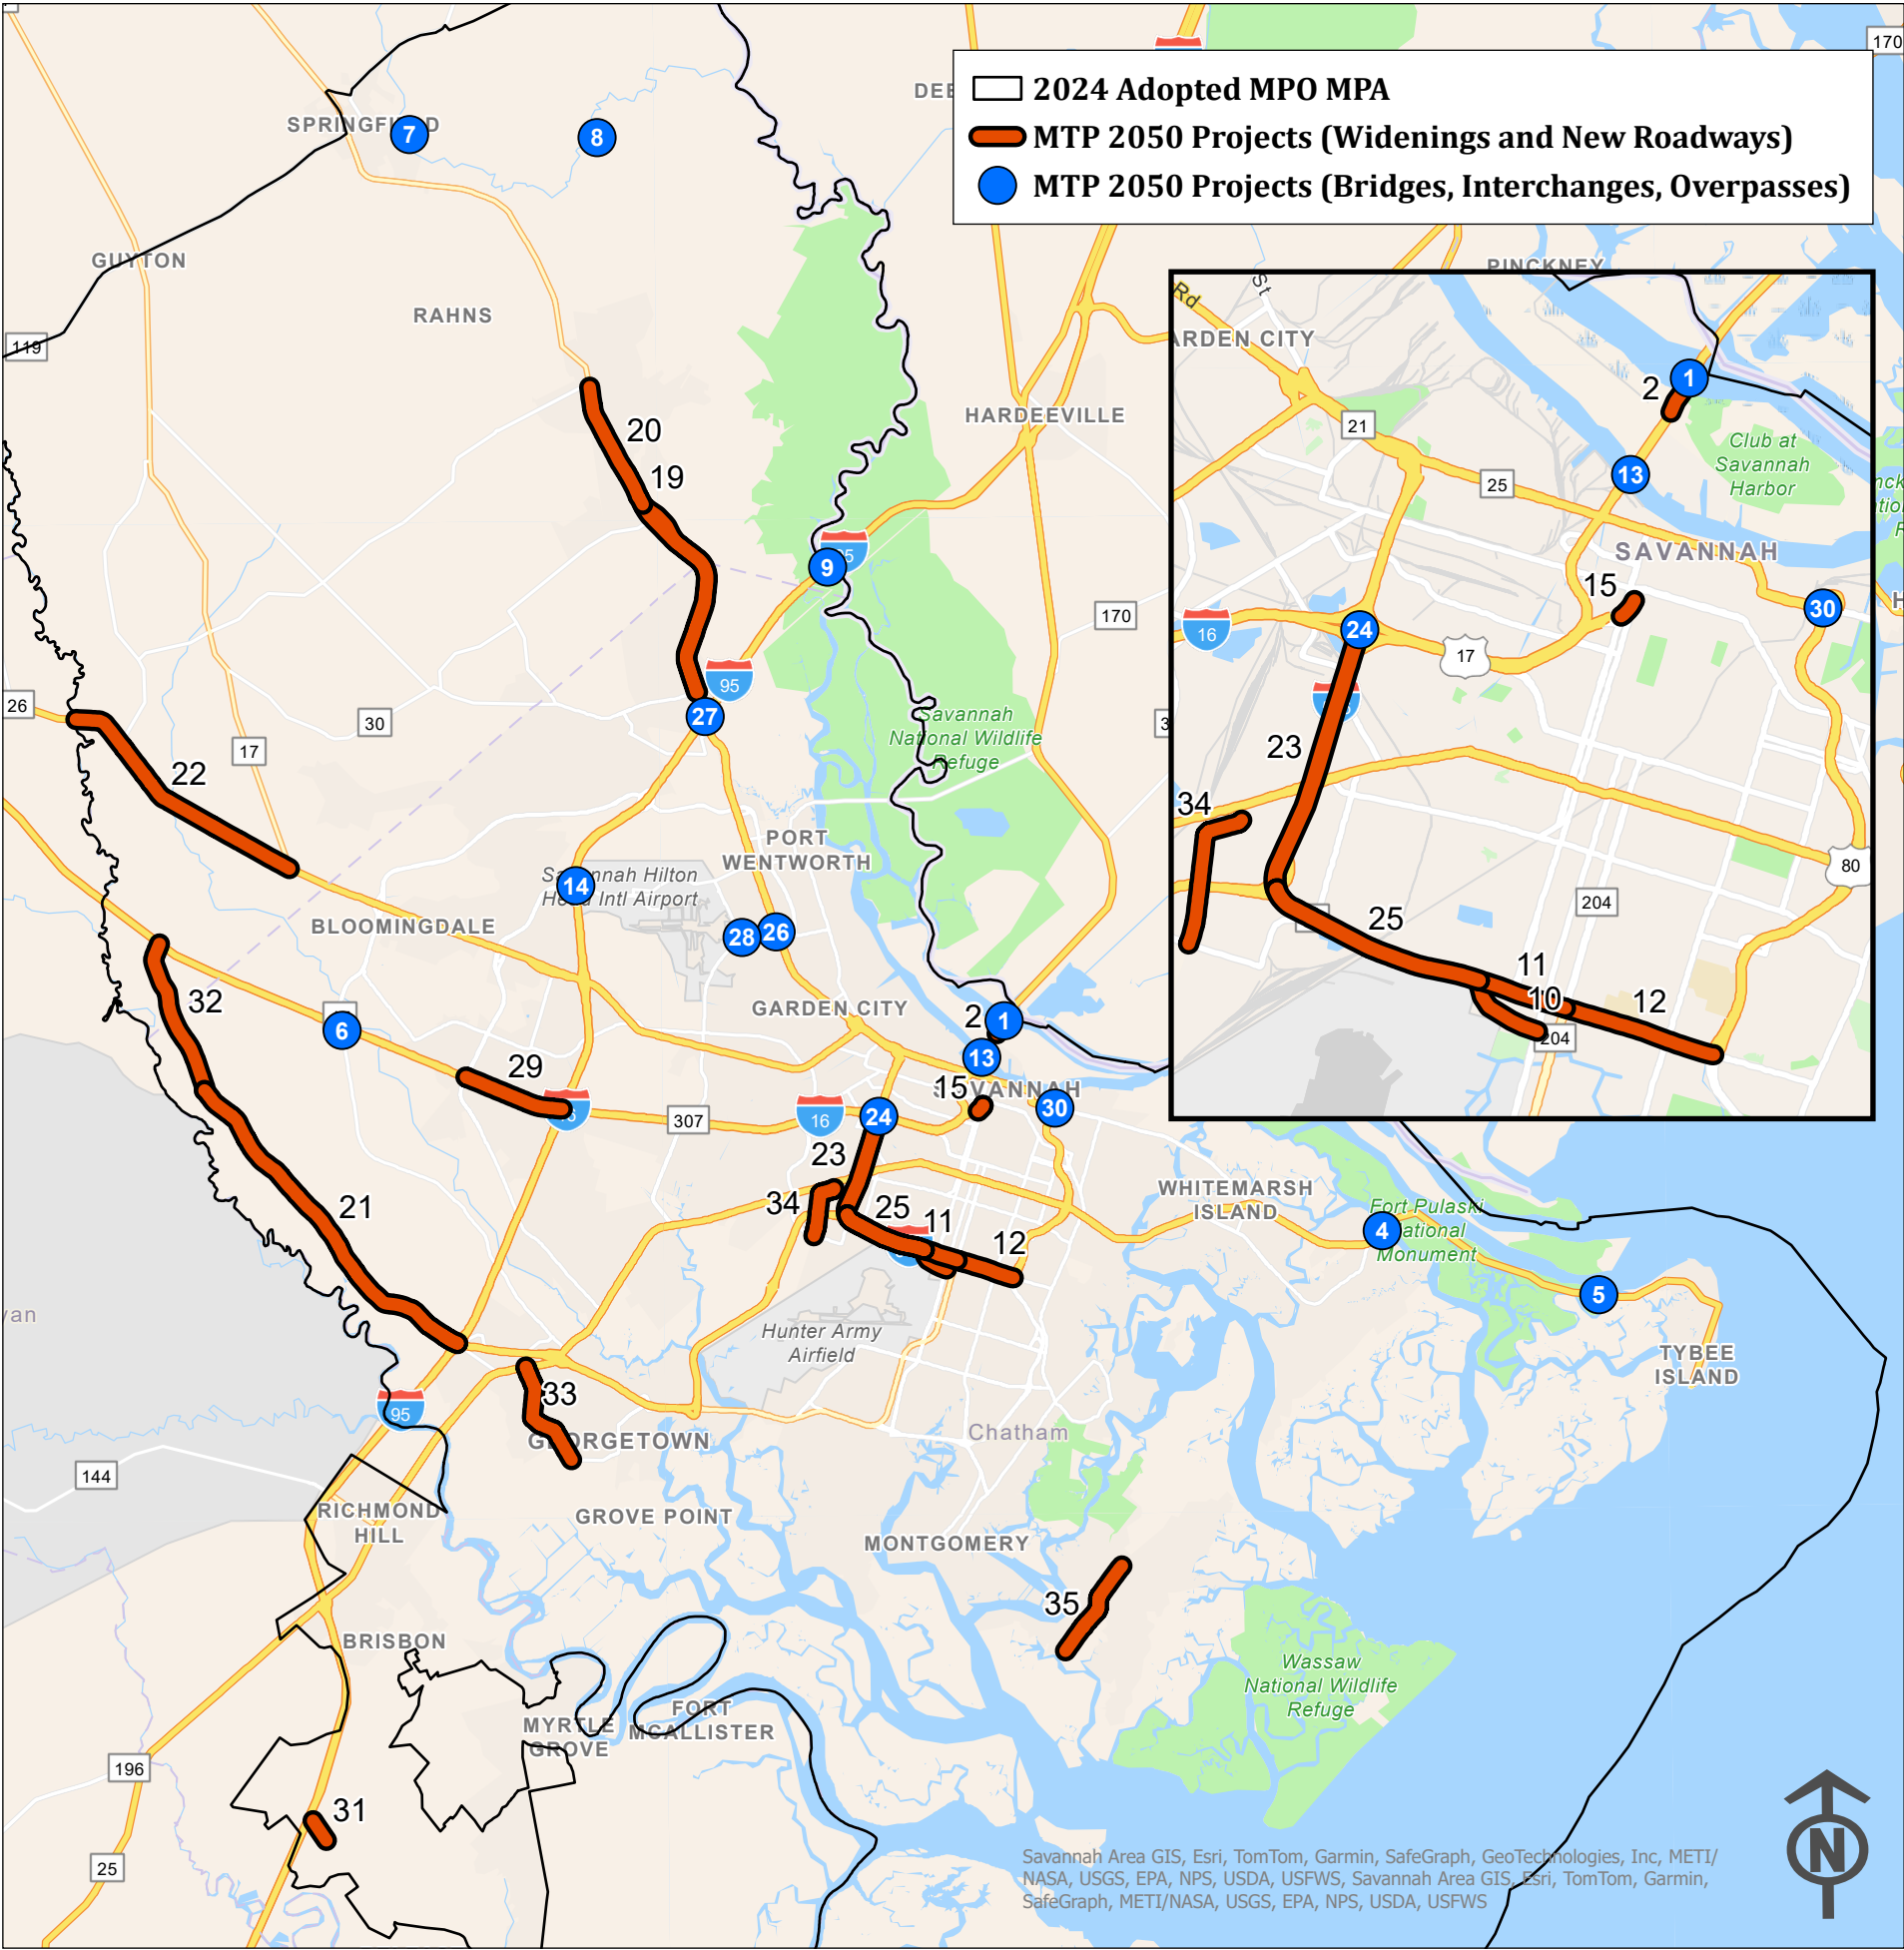 170
DEE
2024 Adopted MPO MPA
MTP 2050 Projects (Widenings and New Roadways)
MTP 2050 Projects (Bridges, Interchanges, Overpasses)
SPRINGFIELD
7
8
GUYTON
RAHNS
119
PINCKNEY
Rd
St
ARDEN CITY
1
2
21
Club at
Savannah
Harbor
25
13
SAVANNAH
15
30
16
24
17
23
34
80
204
25
11
10
12
204
20
19
HARDEEVILLE
9
170
95
27
26
30
17
22
Savannah
National Wildlife
Refuge
PORT
WENTWORTH
Savannah Hilton
Head Intl Airport
14
28
26
BLOOMINGDALE
GARDEN CITY
32
6
29
2
1
13
15
SAVANNAH
30
307
16
24
23
34
25
11
12
21
WHITEMARSH
ISLAND
Fort Pulaski
National
Monument
4
5
TYBEE
ISLAND
Hunter Army
Airfield
33
GEORGETOWN
95
Chatham
144
RICHMOND
HILL
GROVE POINT
MONTGOMERY
35
BRISBON
Wassaw
National Wildlife
Refuge
MYRTLE
GROVE
FORT
MCALLISTER
196
31
25
N
Savannah Area GIS, Esri, TomTom, Garmin, SafeGraph, GeoTechnologies, Inc, METI/
NASA, USGS, EPA, NPS, USDA, USFWS, Savannah Area GIS, Esri, TomTom, Garmin,
SafeGraph, METI/NASA, USGS, EPA, NPS, USDA, USFWS